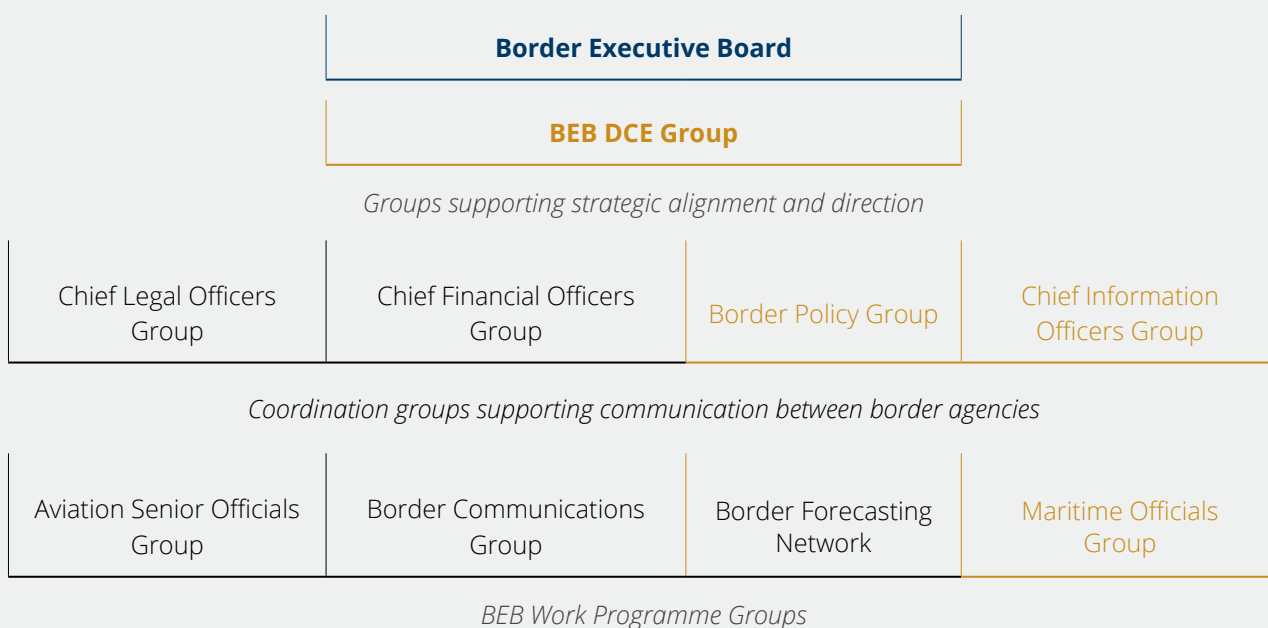 Border Executive Board
BEB DCE Group
Groups supporting strategic alignment and direction
Chief Legal Officers
Group
Chief Financial Officers
Group
Border Policy Group
Chief Information
Officers Group
Coordination groups supporting communication between border agencies
Aviation Senior Officials
Group
Border Communications
Group
Border Forecasting
Network
Maritime Officials
Group
BEB Work Programme Groups